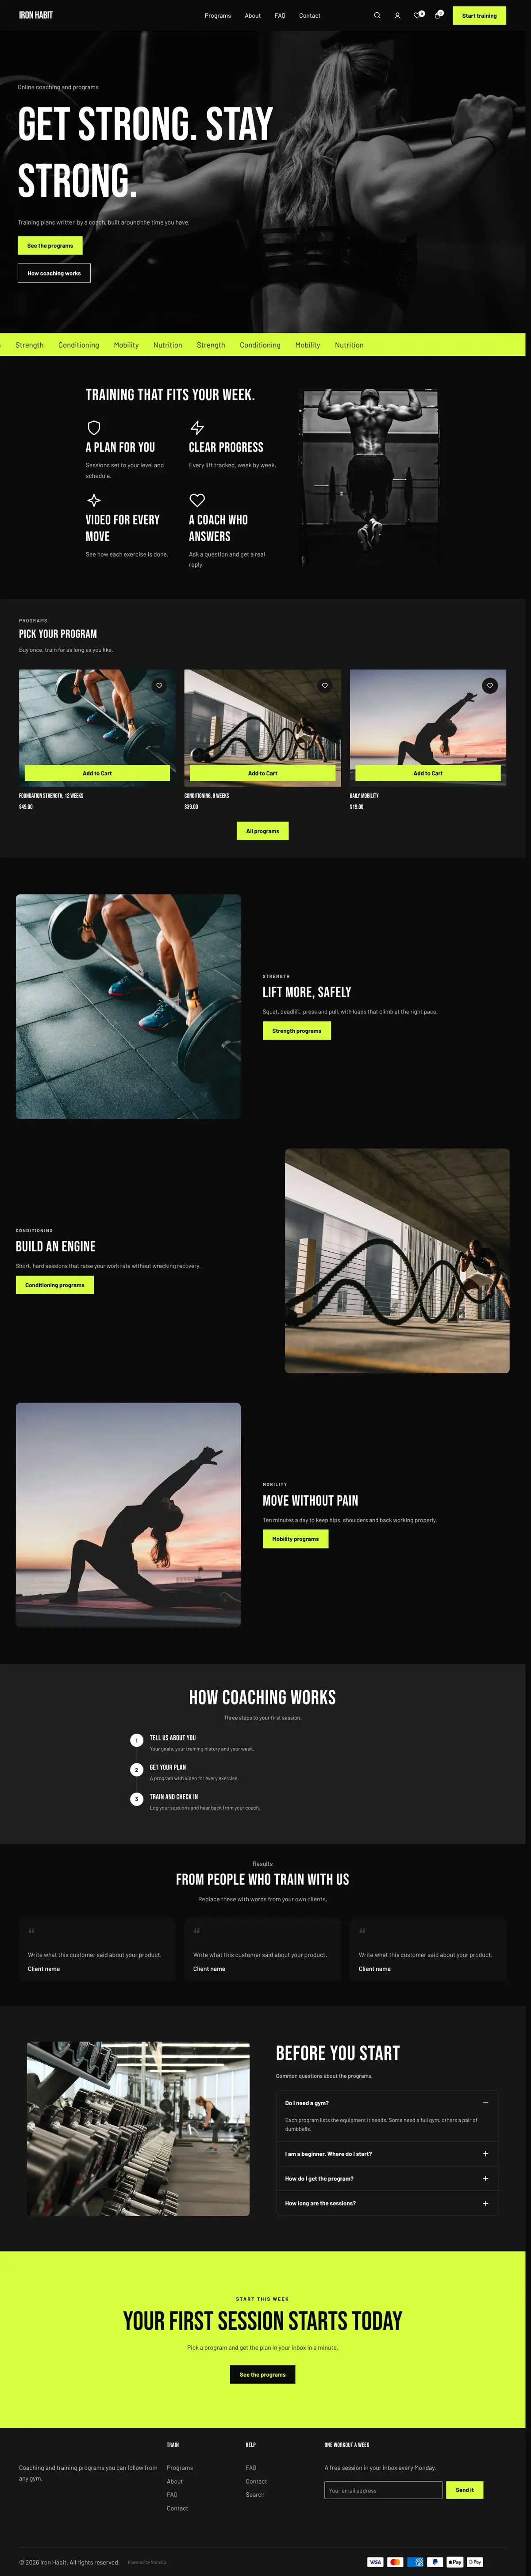 IRON HABIT
Programs About FAQ Contact
0 0
Start training
Online coaching and programs
GET STRONG. STAY
STRONG.
Training plans written by a coach, built around the time you have.
See the programs
How coaching works
Strength Conditioning Mobility Nutrition Strength Conditioning Mobility Nutrition
TRAINING THAT FITS YOUR WEEK.
A PLAN FOR YOU
Sessions set to your level and
schedule.
CLEAR PROGRESS
Every lift tracked, week by week.
VIDEO FOR EVERY
MOVE
See how each exercise is done.
A COACH WHO
ANSWERS
Ask a question and get a real
reply.
PROGRAMS
PICK YOUR PROGRAM
Buy once, train for as long as you like.
Add to Cart
FOUNDATION STRENGTH, 12 WEEKS
$49.00
Add to Cart
CONDITIONING, 8 WEEKS
$39.00
Add to Cart
DAILY MOBILITY
$19.00
All programs
STRENGTH
LIFT MORE, SAFELY
Squat, deadlift, press and pull, with loads that climb at the right pace.
Strength programs
CONDITIONING
BUILD AN ENGINE
Short, hard sessions that raise your work rate without wrecking recovery.
Conditioning programs
MOBILITY
MOVE WITHOUT PAIN
Ten minutes a day to keep hips, shoulders and back working properly.
Mobility programs
HOW COACHING WORKS
Three steps to your first session.
1
TELL US ABOUT YOU
Your goals, your training history and your week.
2
GET YOUR PLAN
A program with video for every exercise.
3
TRAIN AND CHECK IN
Log your sessions and hear back from your coach.
Results
FROM PEOPLE WHO TRAIN WITH US
Replace these with words from your own clients.
“
Write what this customer said about your product.
Client name
“
Write what this customer said about your product.
Client name
“
Write what this customer said about your product.
Client name
BEFORE YOU START
Common questions about the programs.
Do I need a gym?
Each program lists the equipment it needs. Some need a full gym, others a pair of
dumbbells.
I am a beginner. Where do I start?
How do I get the program?
How long are the sessions?
START THIS WEEK
YOUR FIRST SESSION STARTS TODAY
Pick a program and get the plan in your inbox in a minute.
See the programs
Coaching and training programs you can follow from
any gym.
TRAIN
Programs
About
FAQ
Contact
HELP
FAQ
Contact
Search
ONE WORKOUT A WEEK
A free session in your inbox every Monday.
Your email address
Send it
© 2026 Iron Habit. All rights reserved.
VISA
Pay
G Pay